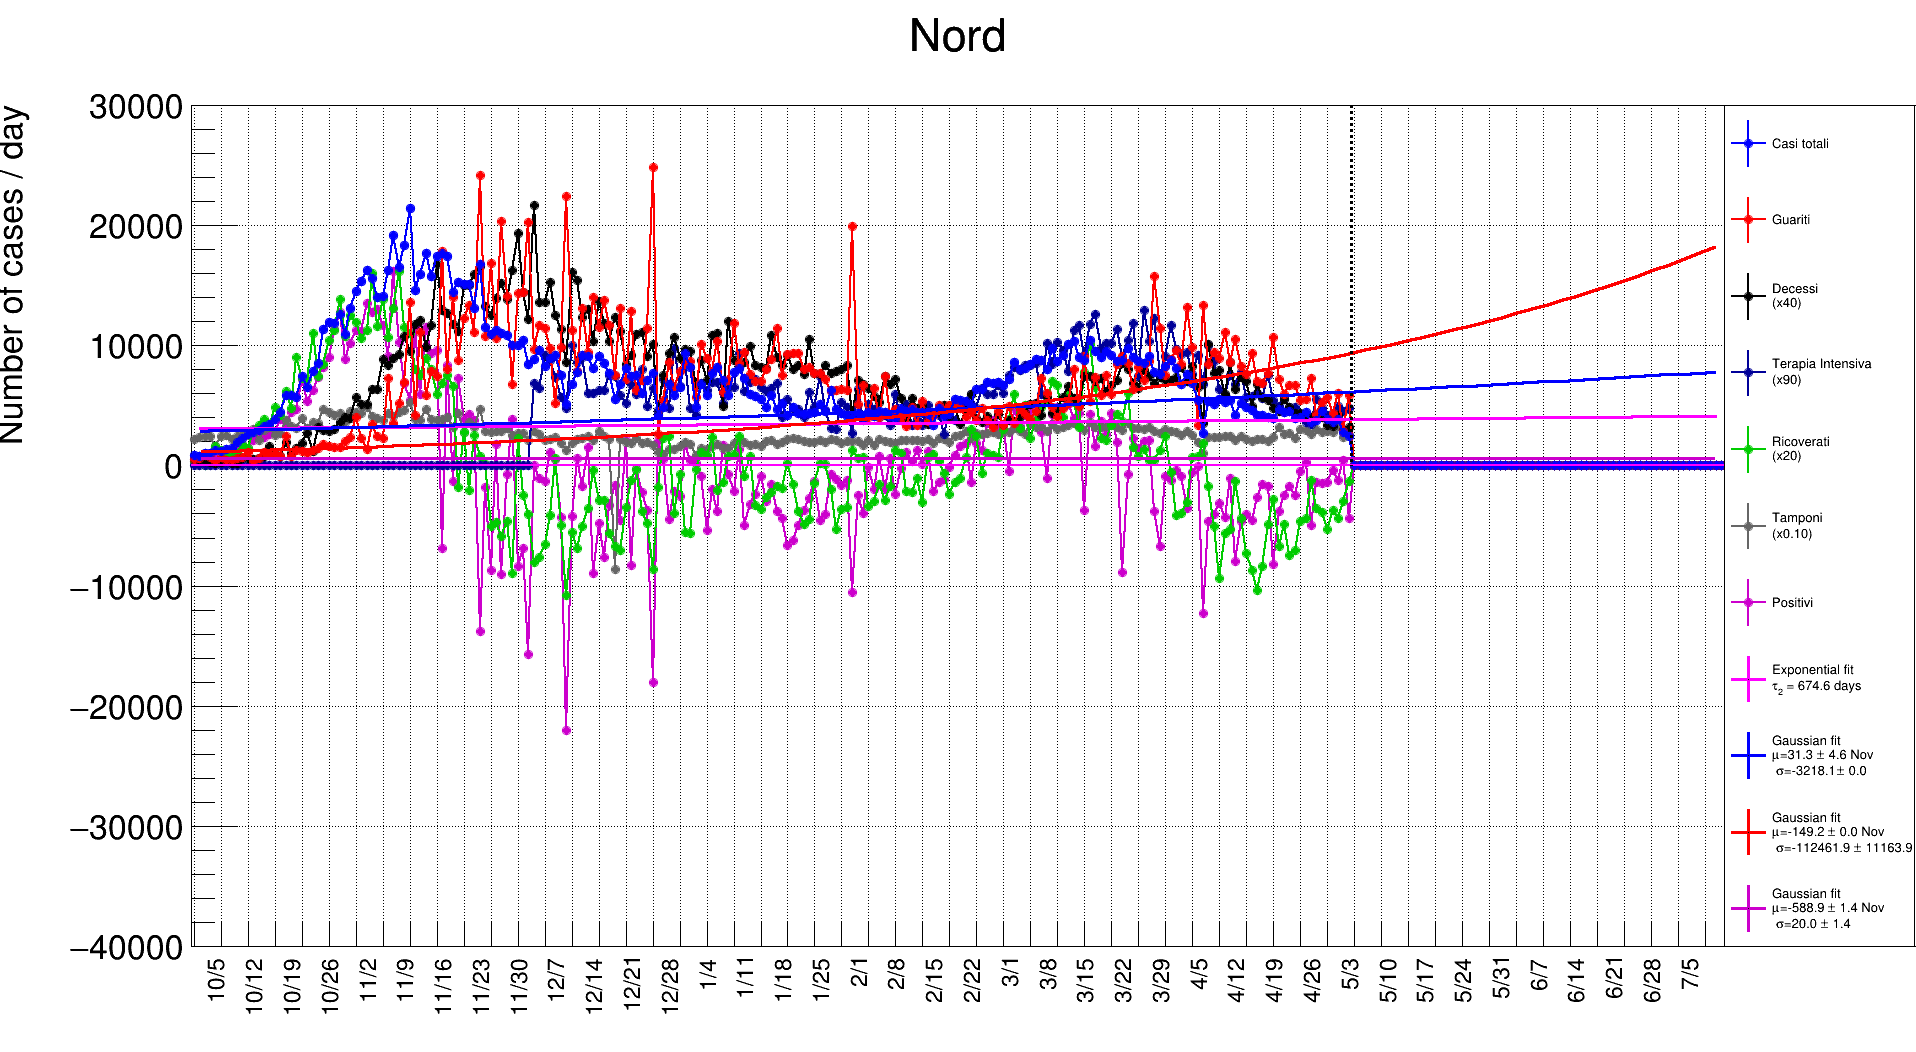 Nord
Number of cases / day
30000
20000
10000
0
−10000
−20000
−30000
−40000
10/5
10/12
10/19
10/26
11/2
11/9
11/16
11/23
11/30
12/7
12/14
12/21
12/28
1/4
1/11
1/18
1/25
2/1
2/8
2/15
2/22
3/1
3/8
3/15
3/22
3/29
4/5
4/12
4/19
4/26
5/3
5/10
5/17
5/24
5/31
6/7
6/14
6/21
6/28
7/5
Casi totali
Guariti
Decessi
(x40)
Terapia Intensiva
(x90)
Ricoverati
(x20)
Tamponi
(x0.10)
Positivi
Exponential fit
τ2 = 674.6 days
Gaussian fit
μ=31.3 ± 4.6 Nov
σ=-3218.1± 0.0
Gaussian fit
μ=-149.2 ± 0.0 Nov
σ=-112461.9 ± 11163.9
Gaussian fit
μ=-588.9 ± 1.4 Nov
σ=20.0 ± 1.4